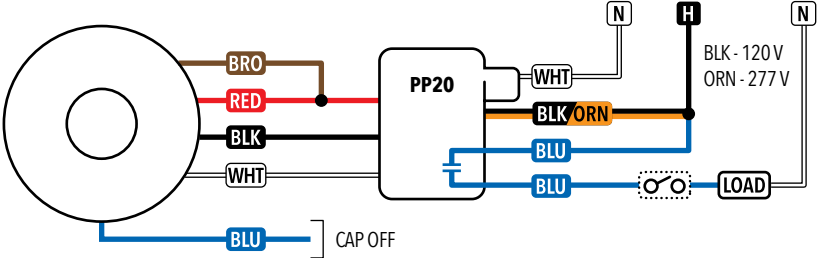 N
H
N
BRO
BLK - 120 V
PP20
WHT
ORN - 277 V
RED
BLK/ORN
BLK
BLU
WHT
BLU
LOAD
BLU
CAP OFF